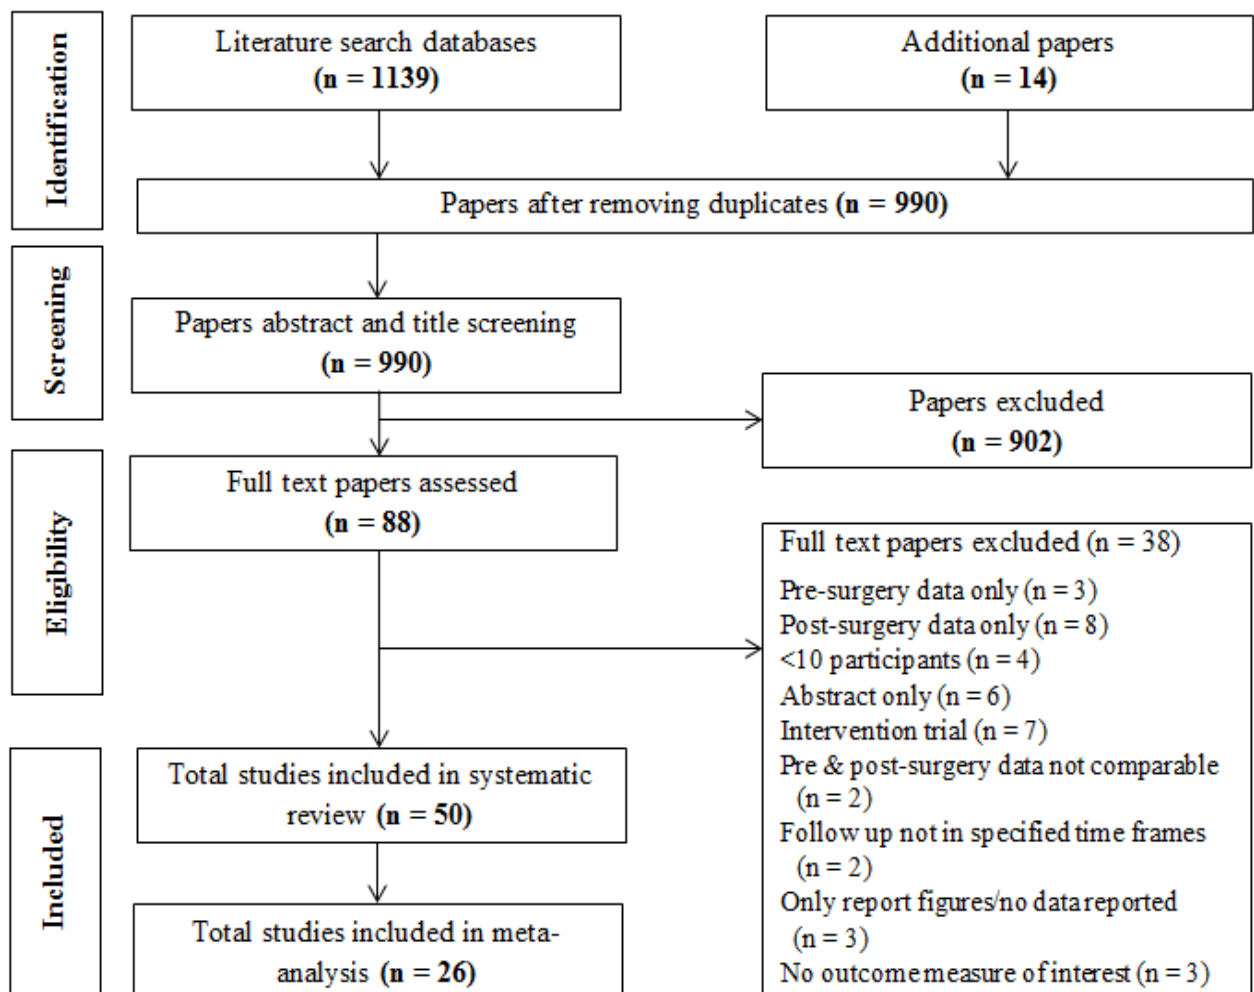 Identification
Literature search databases
(n = 1139)
Additional papers
(n = 14)
Papers after removing duplicates (n = 990)
Screening
Papers abstract and title screening
(n = 990)
Papers excluded
(n = 902)
Eligibility
Full text papers assessed
(n = 88)
Full text papers excluded (n = 38)
Pre-surgery data only (n = 3)
Post-surgery data only (n = 8)
<10 participants (n = 4)
Abstract only (n = 6)
Intervention trial (n = 7)
Pre & post-surgery data not comparable
(n = 2)
Follow up not in specified time frames
(n = 2)
Only report figures/no data reported
(n = 3)
No outcome measure of interest (n = 3)
Included
Total studies included in systematic
review (n = 50)
Total studies included in meta-
analysis (n = 26)